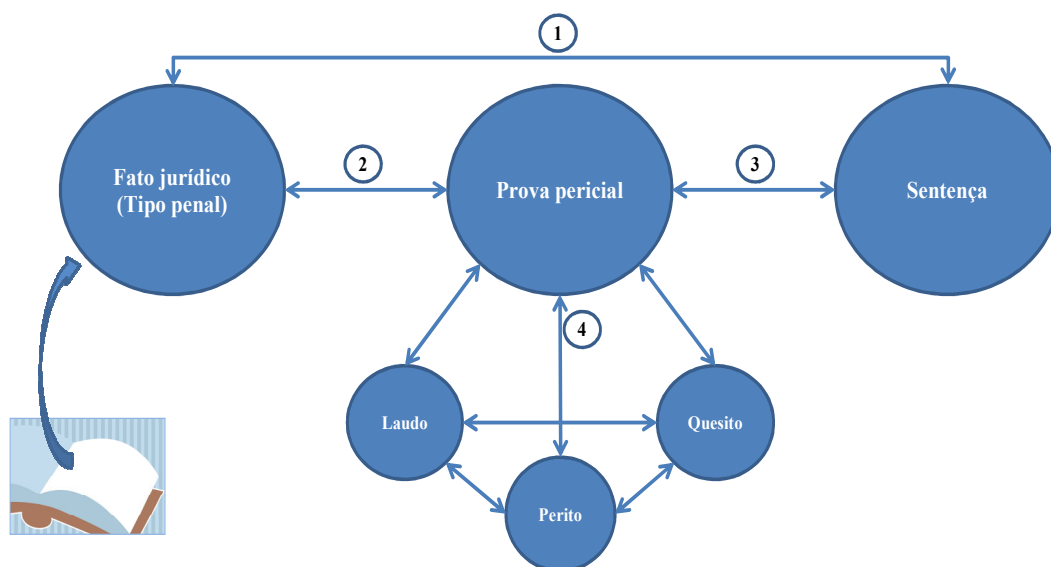 1
2
3
Fato jurídico
(Tipo penal)
Prova pericial
Sentença
4
Laudo
Quesito
Perito